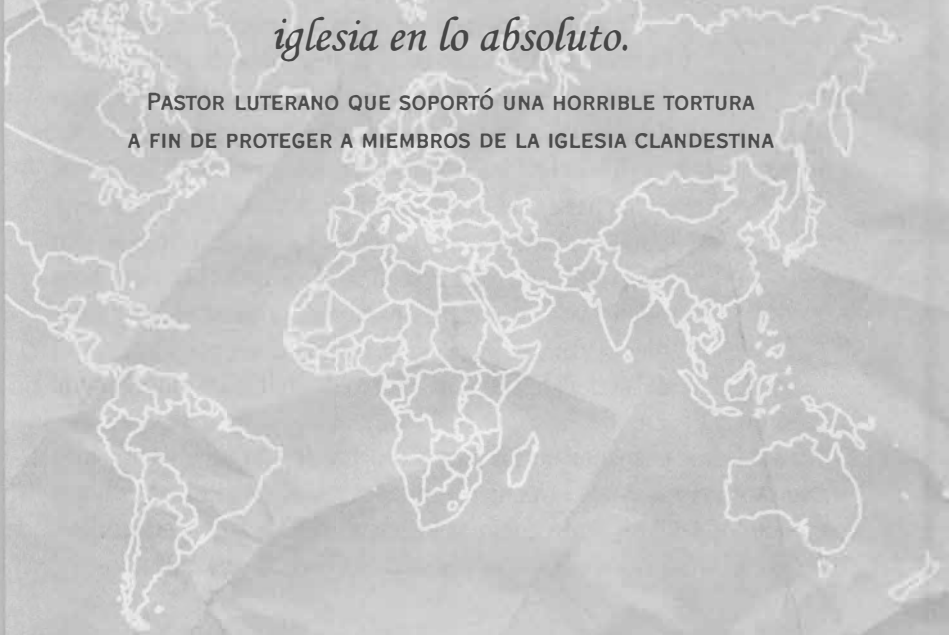 iglesia en lo absoluto.
PASTOR LUTERANO QUE SOPORTÓ UNA HORRIBLE TORTURA
A FIN DE PROTEGER A MIEMBROS DE LA IGLESIA CLANDESTINA